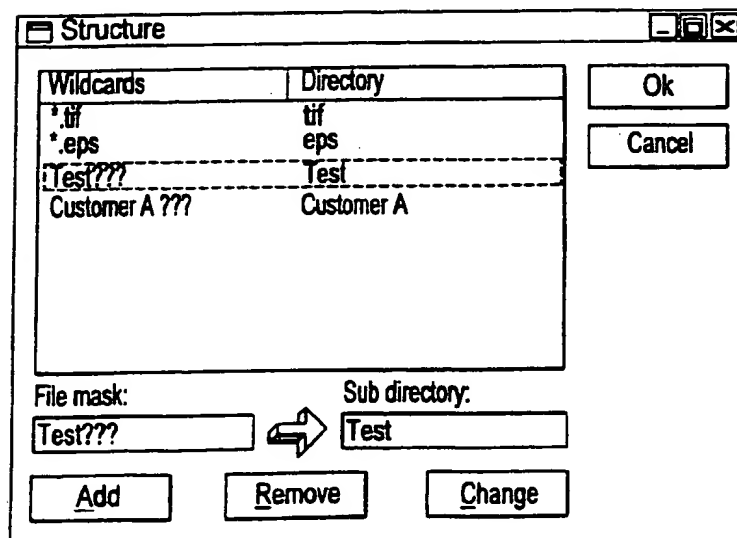 Structure
Wildcards Directory
*.tif tif
*.eps eps
Test??? Test
Customer A ??? Customer A
Ok
Cancel
File mask: Sub directory:
Test??? Test
Add Remove Change